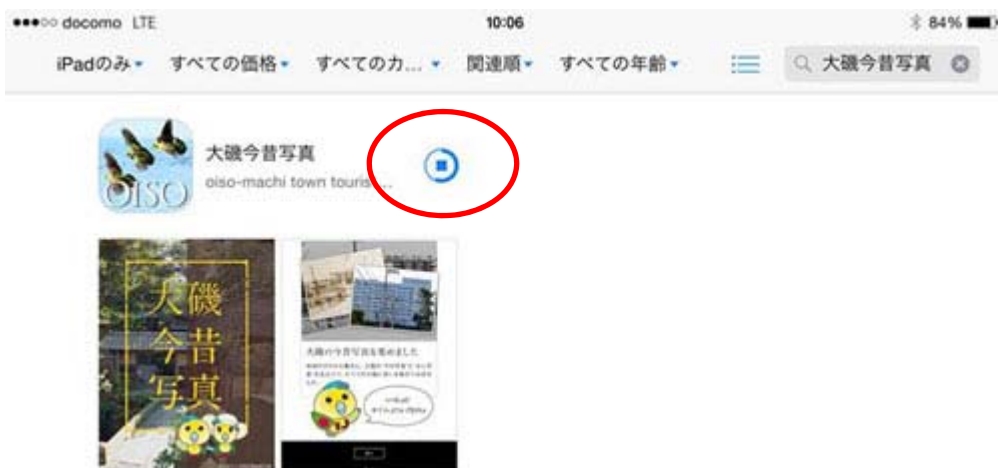 docomo LTE
10:06
84%
iPadのみ
すべての価格
すべてのカ...
関連順
すべての年齢
大磯今昔写真
大磯今昔写真
OISO
oiso-machi town touris...
大磯
今昔
写真
大磯の今昔写真を集めました